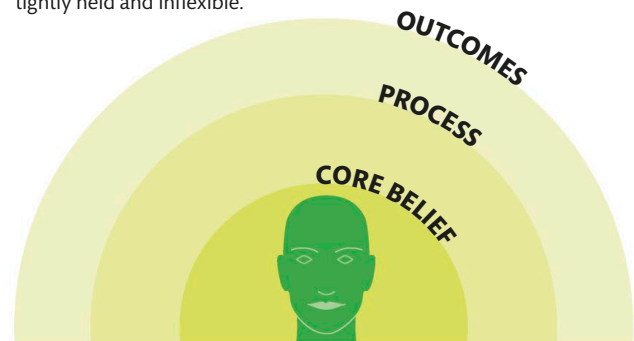 tightly held and inflexible.
OUTCOMES
PROCESS
CORE BELIEF